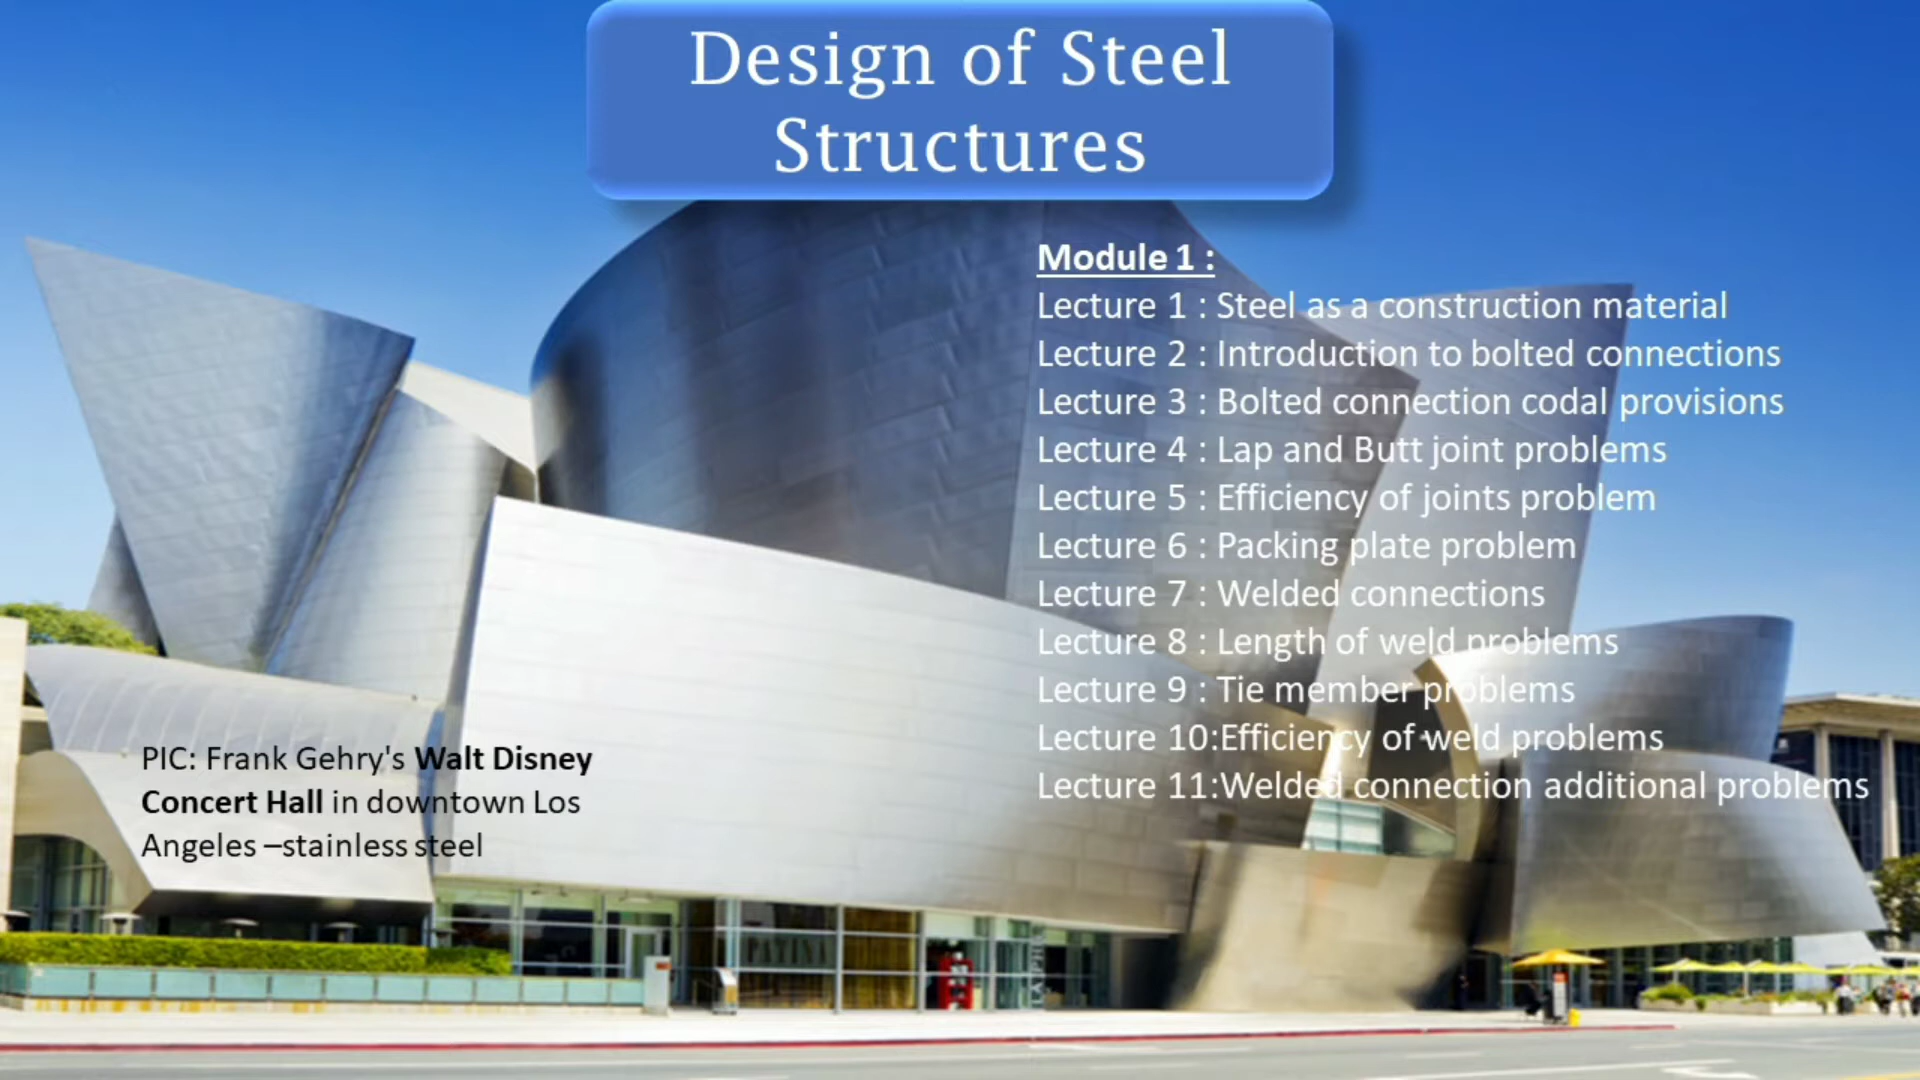 Design of Steel
Structures
Module 1 :
Lecture 1 : Steel as a construction material
Lecture 2 : Introduction to bolted connections
Lecture 3 : Bolted connection codal provisions
Lecture 4 : Lap and Butt joint problems
Lecture 5 : Efficiency of joints problem
Lecture 6 : Packing plate problem
Lecture 7 : Welded connections
Lecture 8 : Length of weld problems
Lecture 9 : Tie member problems
Lecture 10:Efficiency of weld problems
Lecture 11:Welded connection additional problems
PIC: Frank Gehry's Walt Disney
Concert Hall in downtown Los
Angeles –stainless steel
PATINA